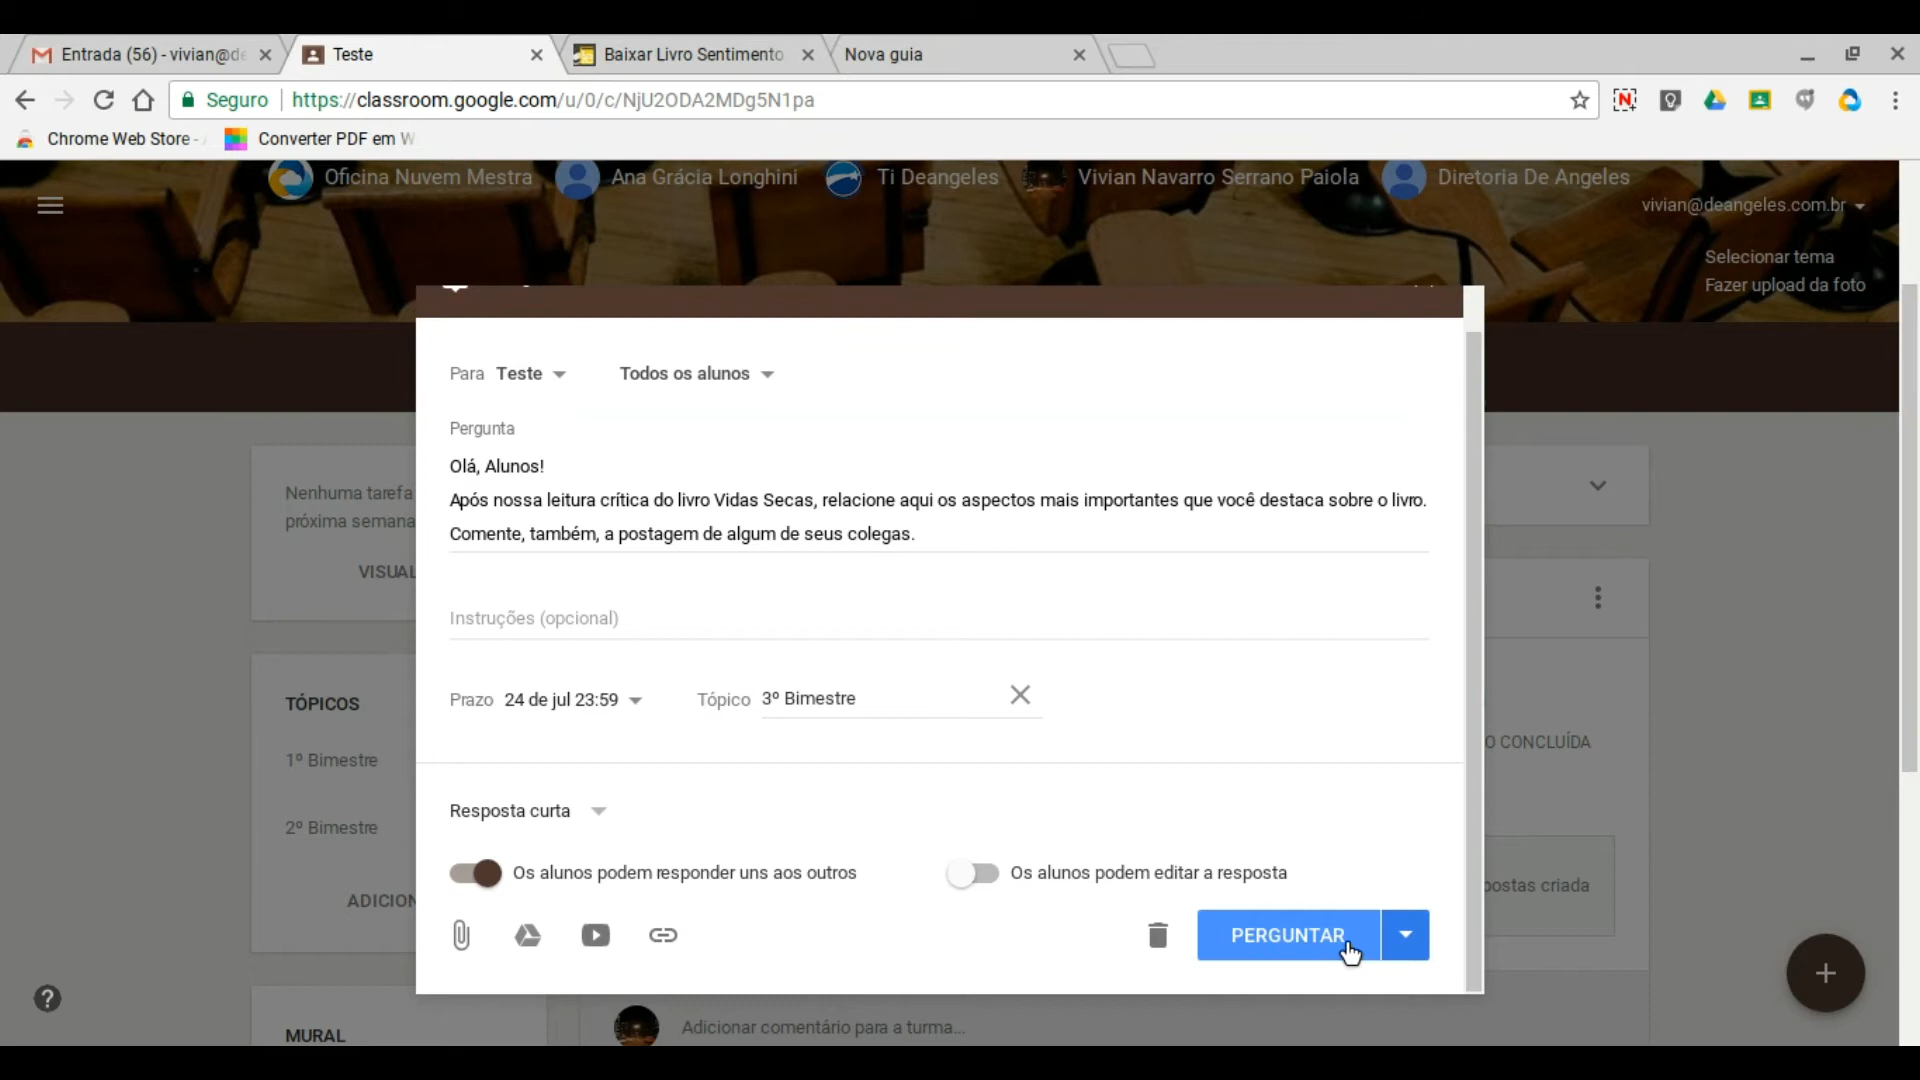 Entrada (56) - vivian@de
Teste
Baixar Livro Sentimento
Nova guia
Seguro
https://classroom.google.com/u/0/c/NjU2ODA2MDg5N1pa
Chrome Web Store -
Converter PDF em W
Oficina Nuvem Mestra
Ana Grácia Longhini
Ti Deangeles
Vivian Navarro Serrano Paiola
Diretoria De Angeles
vivian@deangeles.com.br
Selecionar tema
Fazer upload da foto
Para Teste
Todos os alunos
Pergunta
Olá, Alunos!
Após nossa leitura crítica do livro Vidas Secas, relacione aqui os aspectos mais importantes que você destaca sobre o livro.
Comente, também, a postagem de algum de seus colegas.
Instruções (opcional)
Prazo 24 de jul 23:59
Tópico 3º Bimestre
Resposta curta
Os alunos podem responder uns aos outros
Os alunos podem editar a resposta
PERGUNTAR
Nenhuma tarefa
próxima semana
VISUAL
TÓPICOS
1º Bimestre
2º Bimestre
ADICION
MURAL
O CONCLUÍDA
postas criada
Adicionar comentário para a turma...